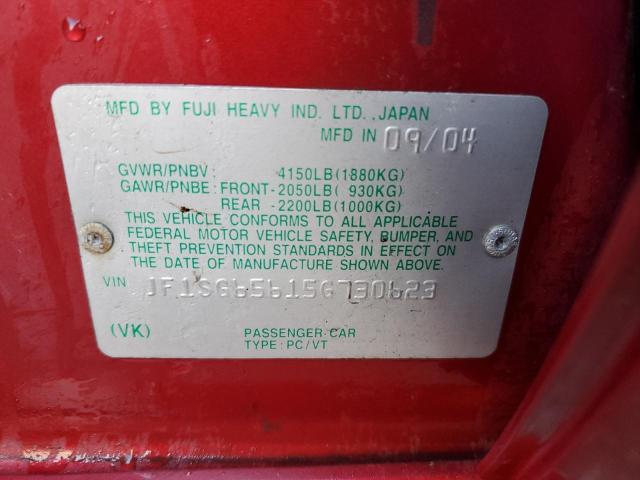 MFD BY FUJI HEAVY IND. LTD.,JAPAN
MFD IN 09/04
GVWR/PNBV : 4150LB(1880KG)
GAWR/PNBE : FRONT-2050LB( 930KG)
REAR -2200LB(1000KG)
THIS VEHICLE CONFORMS TO ALL APPLICABLE
FEDERAL MOTOR VEHICLE SAFETY, BUMPER, AND
THEFT PREVENTION STANDARDS IN EFFECT ON
THE DATE OF MANUFACTURE SHOWN ABOVE.
VIN JF1SG65615G730623
(VK) PASSENGER CAR
TYPE: PC/VT